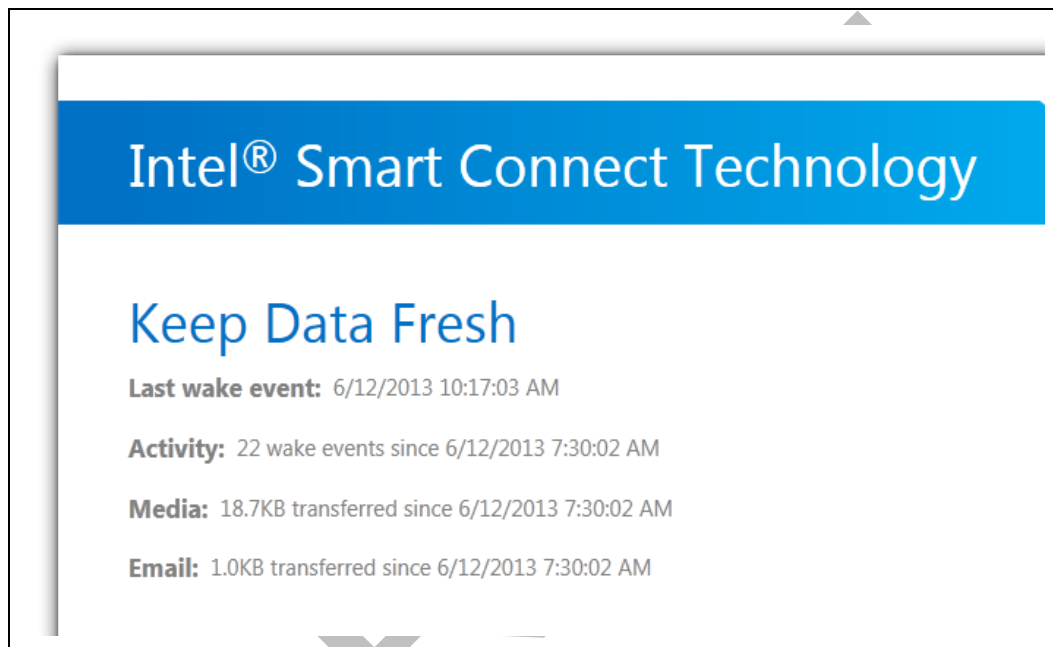 Intel® Smart Connect Technology
Keep Data Fresh
Last wake event: 6/12/2013 10:17:03 AM
Activity: 22 wake events since 6/12/2013 7:30:02 AM
Media: 18.7KB transferred since 6/12/2013 7:30:02 AM
Email: 1.0KB transferred since 6/12/2013 7:30:02 AM